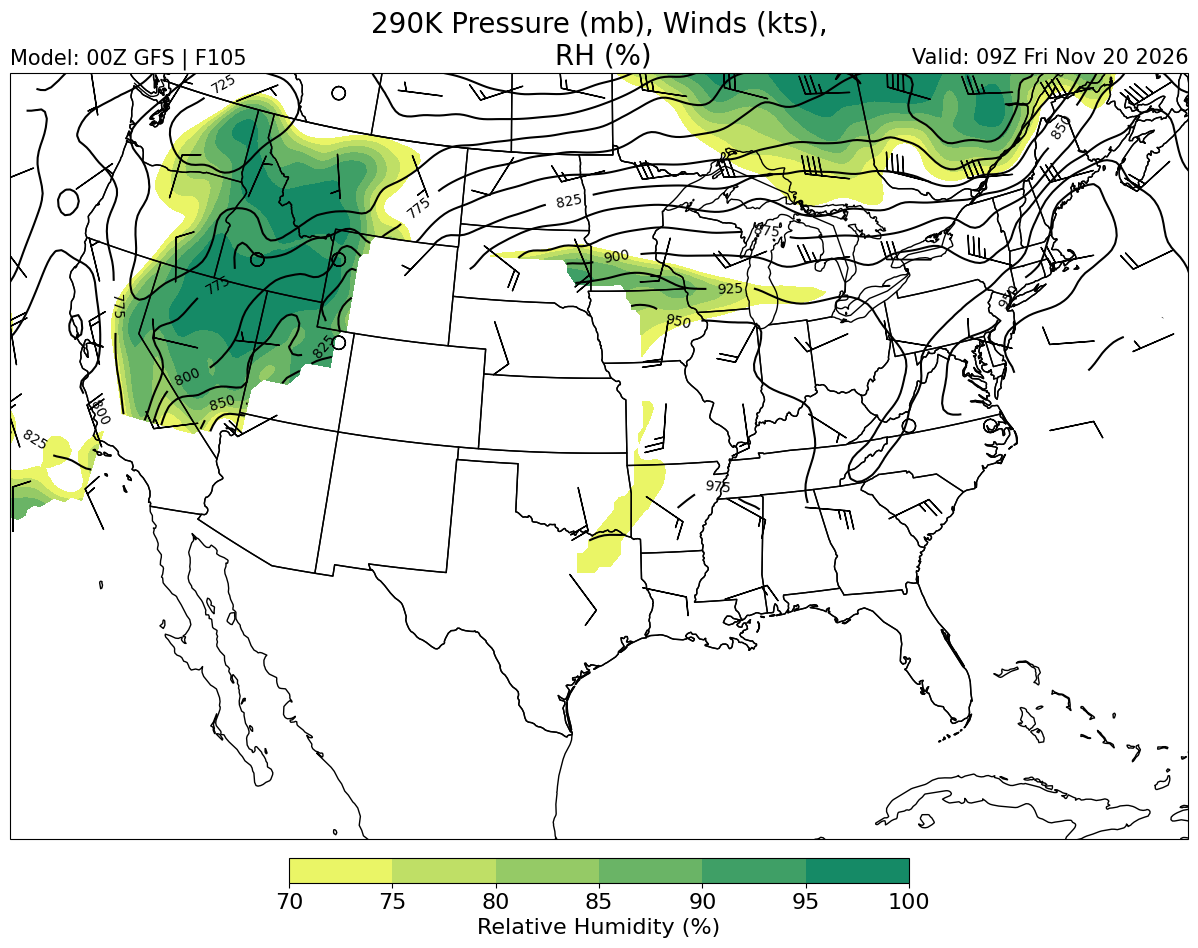 290K Pressure (mb), Winds (kts),
RH (%)
Model: 00Z GFS | F105
Valid: 09Z Fri Nov 20 2026
725
850
775
825
875
900
775
775
925
950
950
825
800
850
800
825
975
70 75 80 85 90 95 100
Relative Humidity (%)